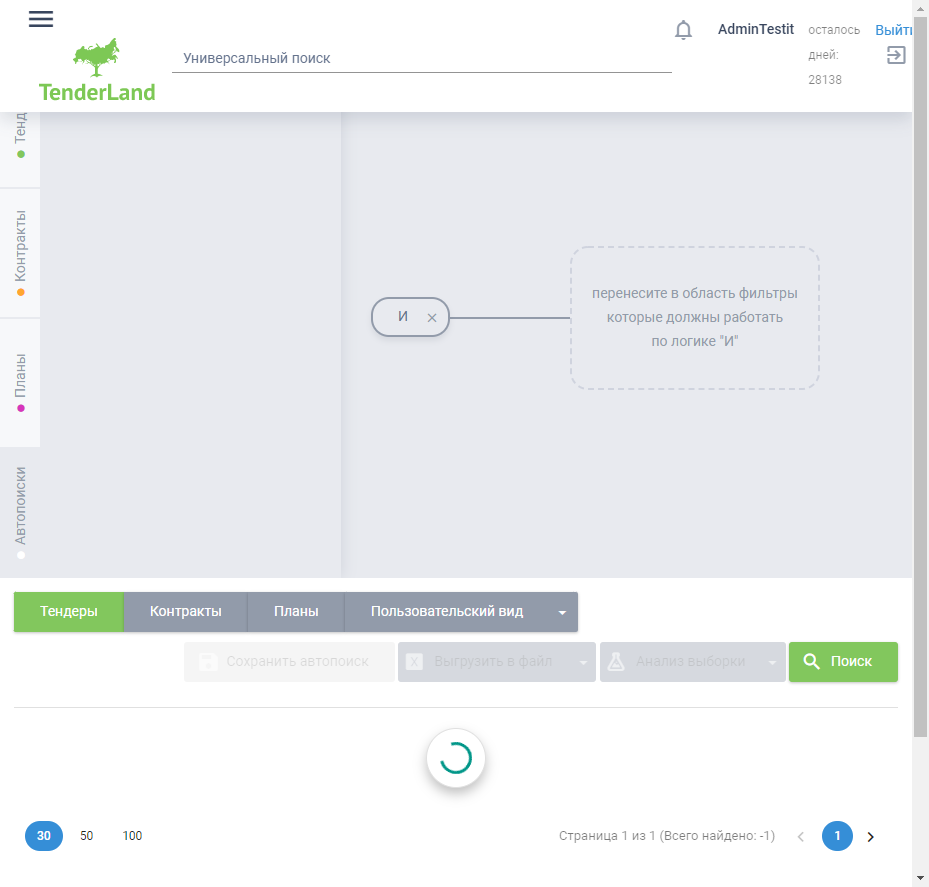 AdminTestit
осталось
дней:
28138
Выйти
Универсальный поиск
TenderLand
Тенд
Контракты
Планы
Автопоиски
И
перенесите в область фильтры
которые должны работать
по логике "И"
Тендеры Контракты Планы Пользовательский вид
Сохранить автопоиск X Выгрузить в файл Анализ выборки Поиск
30 50 100 Страница 1 из 1 (Всего найдено: -1) 1